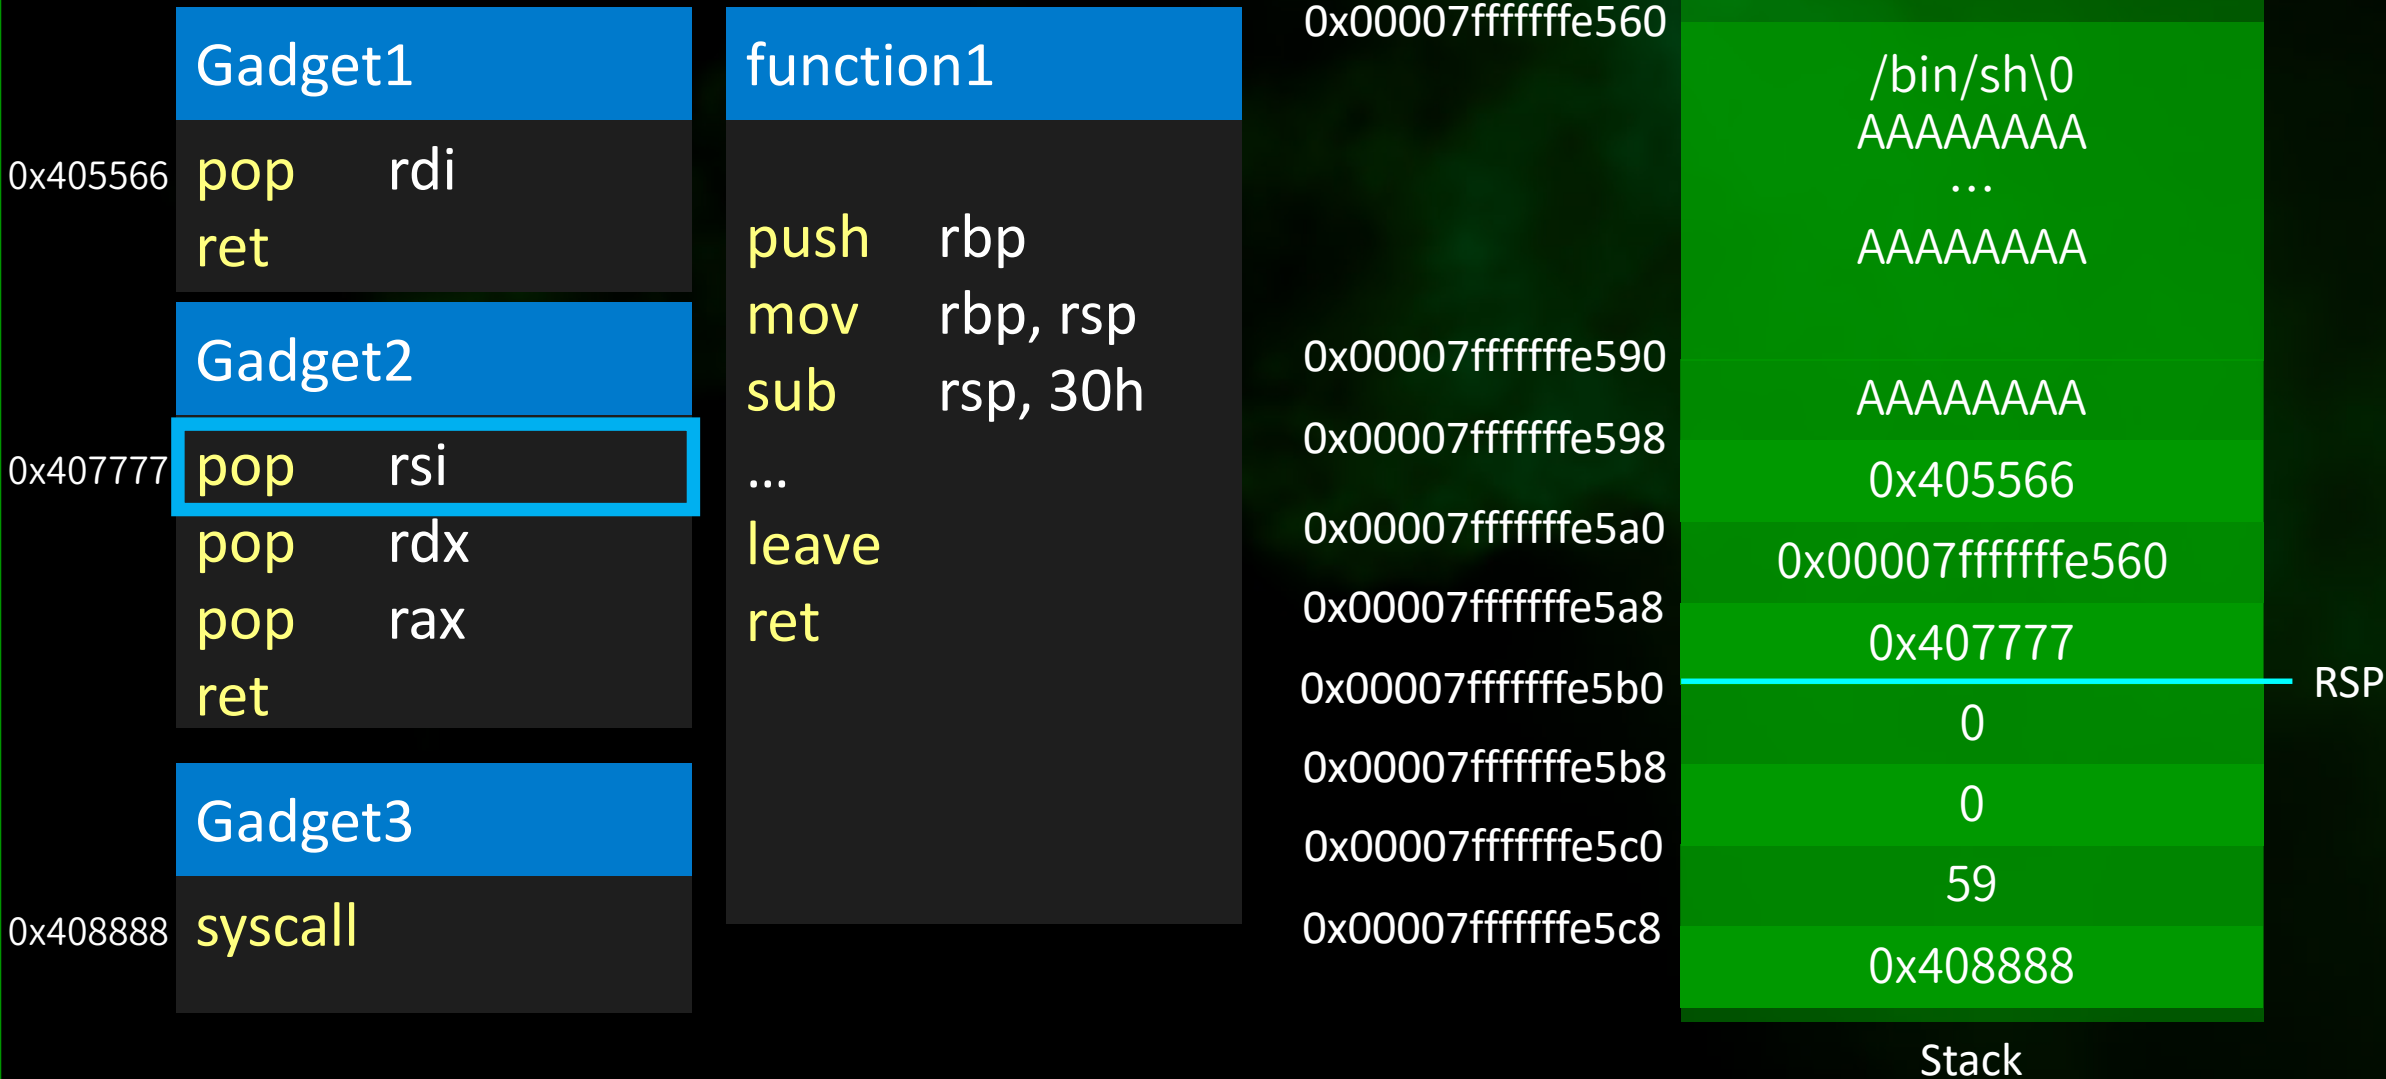 Gadget1
0x405566
pop rdi
ret
Gadget2
0x407777
pop rsi
pop rdx
pop rax
ret
Gadget3
0x408888
syscall
function1
push rbp
mov rbp, rsp
sub rsp, 30h
...
leave
ret
0x00007fffffffe560
/bin/sh\0
AAAAAAAA
...
AAAAAAAA
0x00007fffffffe590
AAAAAAAA
0x00007fffffffe598
0x405566
0x00007fffffffe5a0
0x00007fffffffe560
0x00007fffffffe5a8
0x407777
0x00007fffffffe5b0
RSP
0
0x00007fffffffe5b8
0
0x00007fffffffe5c0
59
0x00007fffffffe5c8
0x408888
Stack